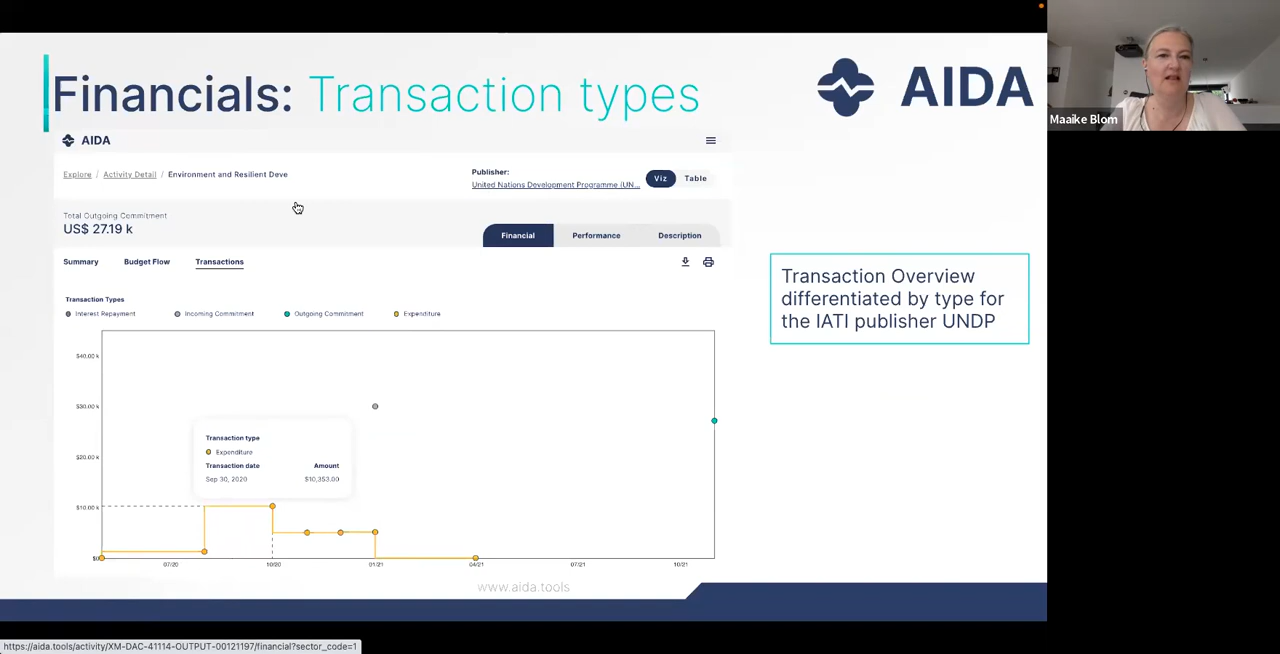 Financials: Transaction types
AIDA
Maaike Blom
AIDA
Explore / Activity Detail / Environment and Resilient Deve
Publisher:
United Nations Development Programme (UN...
Viz Table
Total Outgoing Commitment
US$ 27.19 k
Financial Performance Description
Summary Budget Flow Transactions
Transaction Types
Interest Repayment Incoming Commitment Outgoing Commitment Expenditure
Transaction Overview
differentiated by type for
the IATI publisher UNDP
$40.00 k
$30.00 k
$20.00 k
$10.00 k
$0
Transaction type
Expenditure
Transaction date Amount
Sep 30, 2020 $10,353.00
07/20 10/20 01/21 04/21 07/21 10/21
www.aida.tools
https://aida.tools/activity/XM-DAC-41114-OUTPUT-00121197/financial?sector_code=1